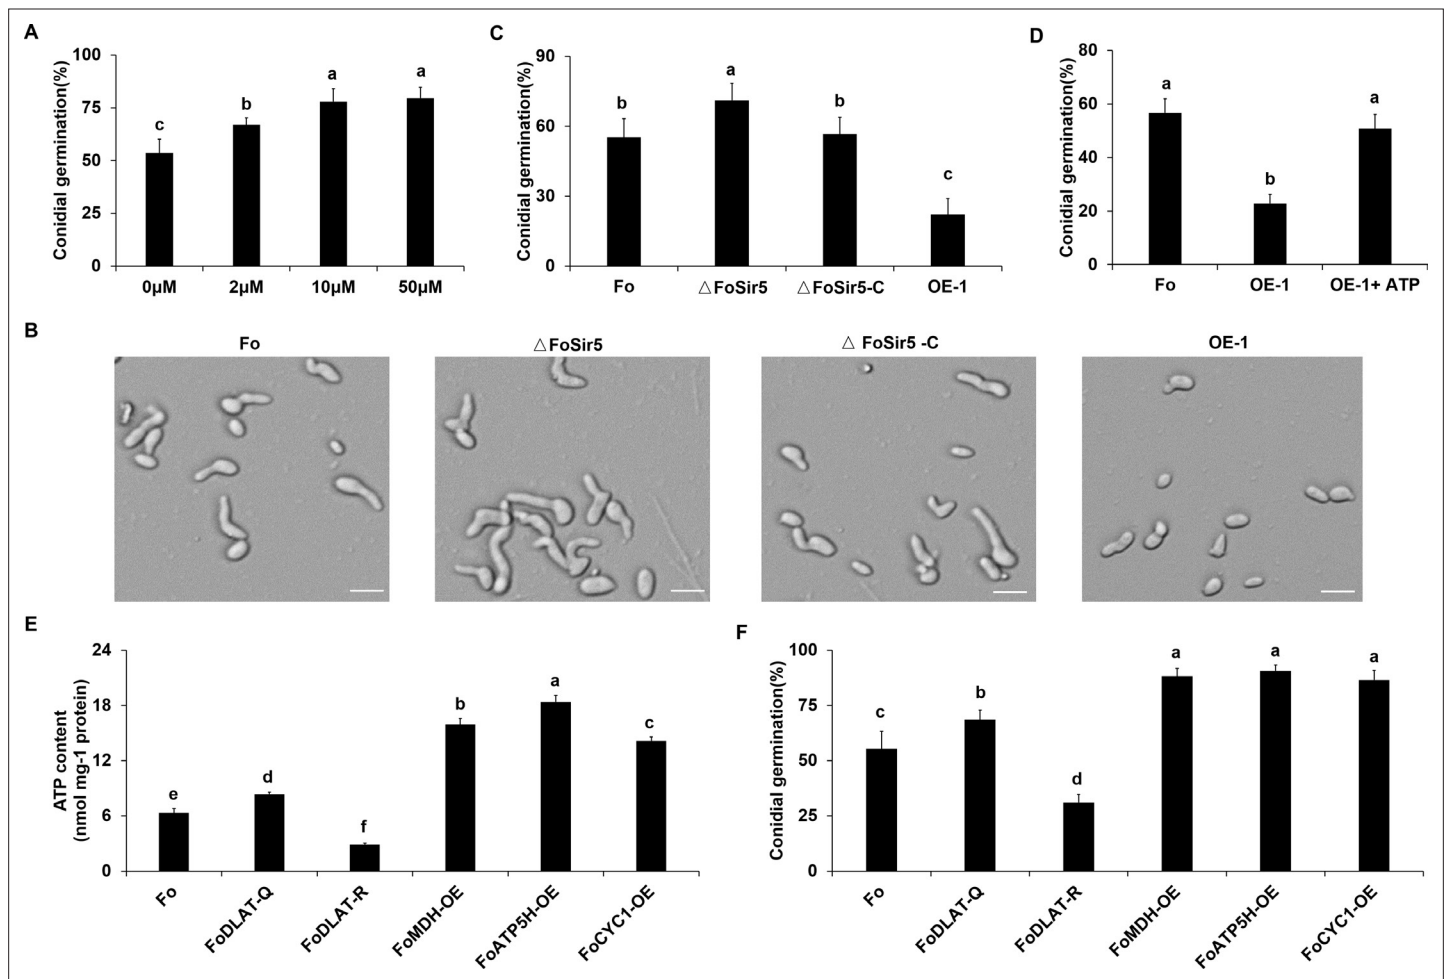 A
Conidial germination(%)
100
75
50
25
0
c
b
a
a
0µM
2µM
10µM
50µM
C
Conidial germination(%)
90
60
30
0
b
a
b
c
Fo
△FoSir5
△FoSir5-C
OE-1
D
Conidial germination(%)
80
60
40
20
0
a
b
a
Fo
OE-1
OE-1+ ATP
B
Fo
△FoSir5
△ FoSir5 -C
OE-1
E
ATP content
(nmol mg-1 protein)
24
18
12
6
0
e
d
f
b
a
c
Fo
FoDLAT-Q
FoDLAT-R
FoMDH-OE
FoATP5H-OE
FoCYC1-OE
F
Conidial germination(%)
100
75
50
25
0
c
b
d
a
a
a
Fo
FoDLAT-Q
FoDLAT-R
FoMDH-OE
FoATP5H-OE
FoCYC1-OE